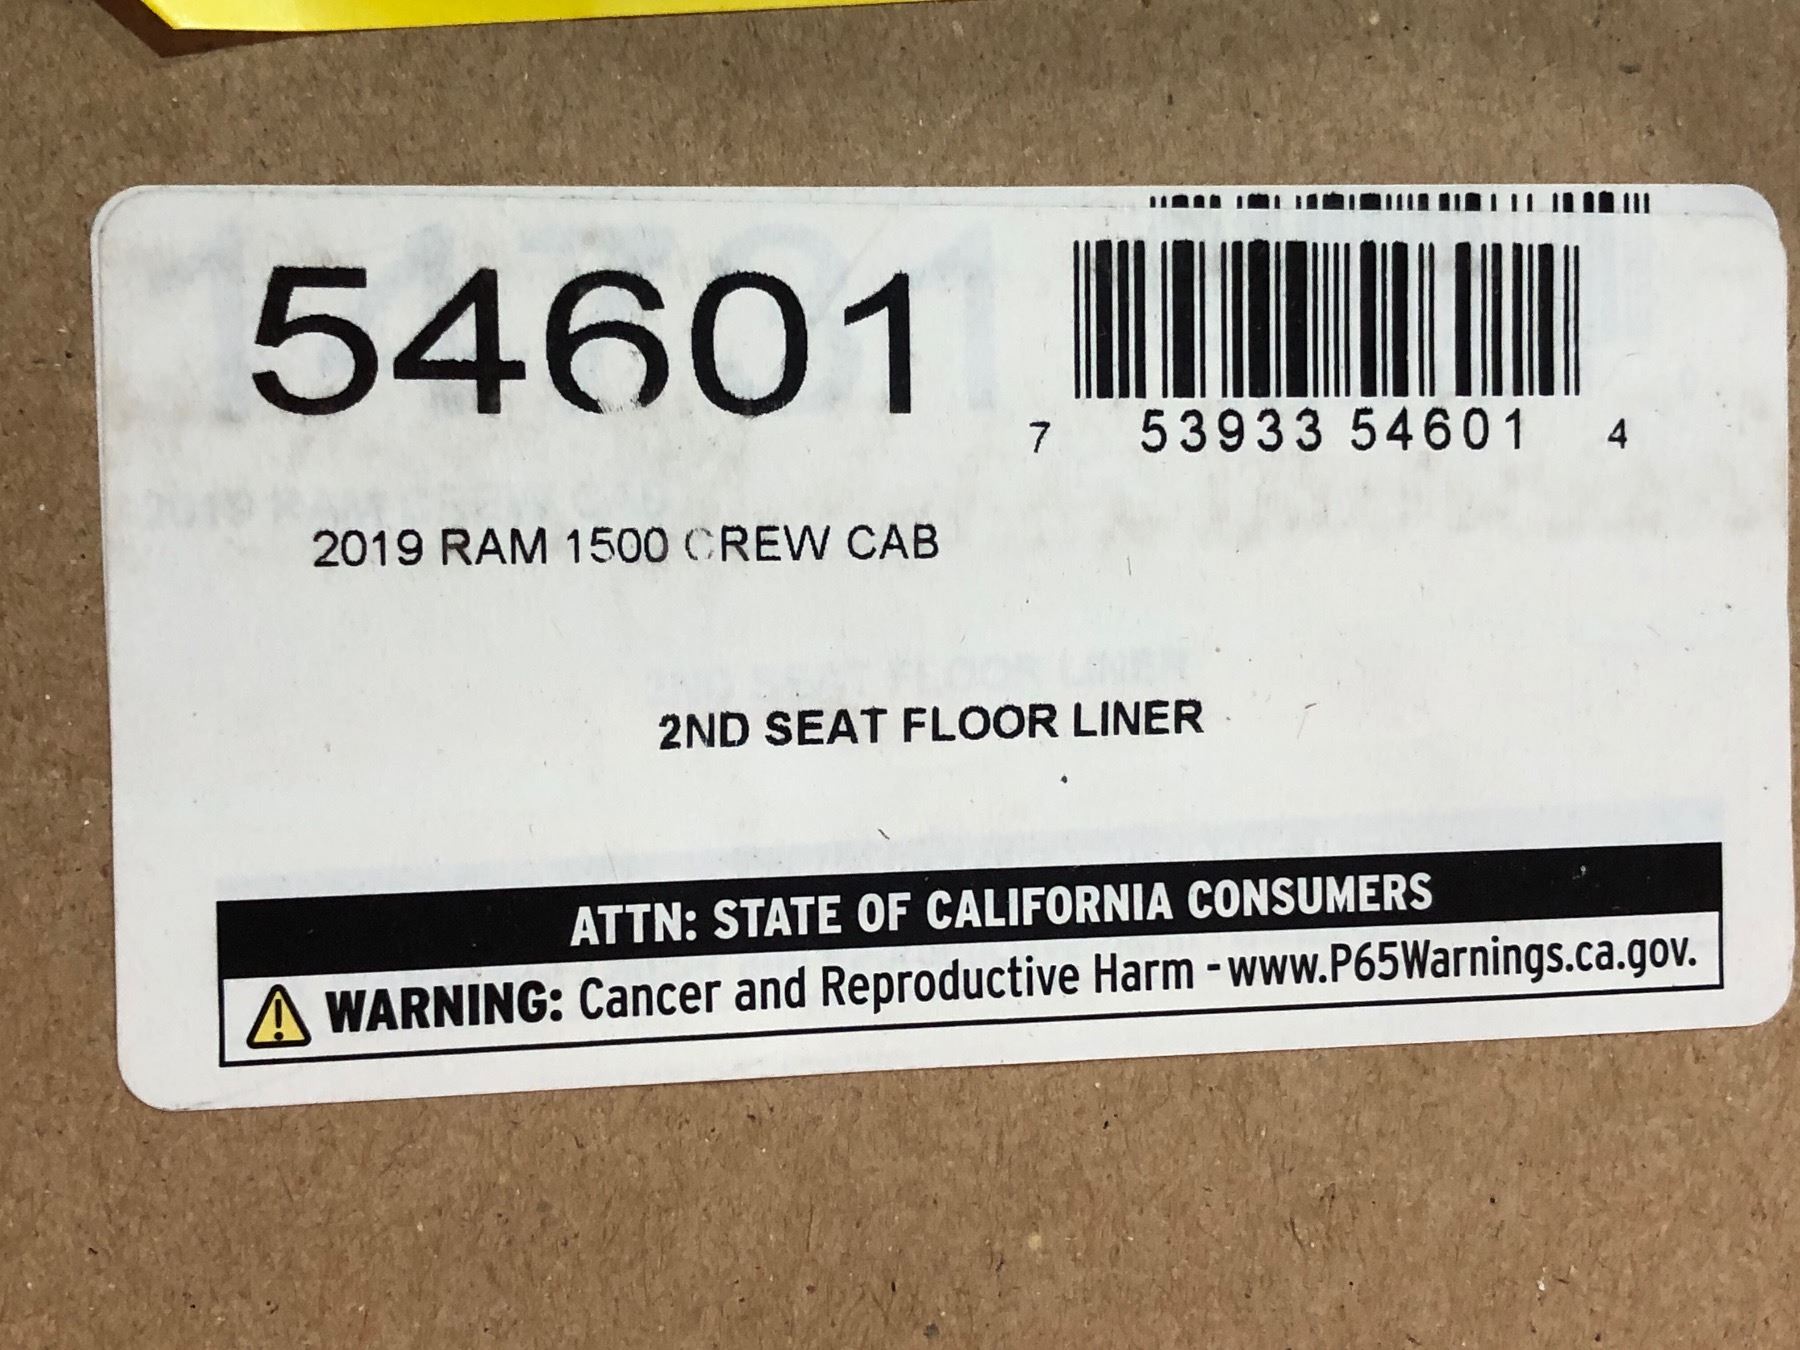 54601
7 53933 54601 4
2019 RAM 1500 CREW CAB
2ND SEAT FLOOR LINER
ATTN: STATE OF CALIFORNIA CONSUMERS
WARNING: Cancer and Reproductive Harm - www.P65Warnings.ca.gov.